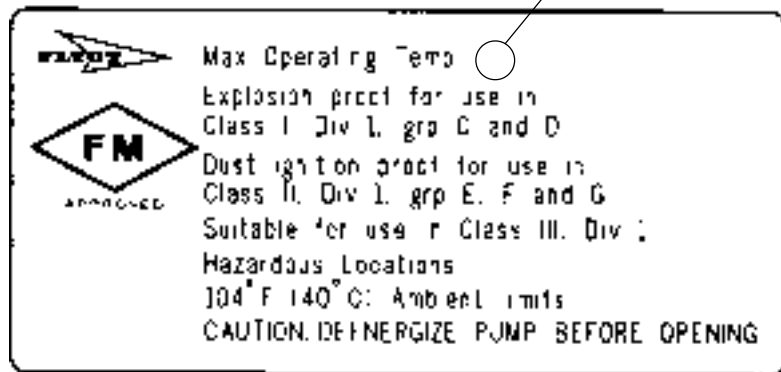 FM
APPROVED
Max Operating Temp
Explosion proof for use in
Class I Div 1, grp C and D
Dust ignition proof for use in
Class II, Div 1, grp E, F and G
Suitable for use in Class III, Div
Hazardous Locations
104°F (40°C) Ambient Limits
CAUTION. DEENERGIZE PUMP BEFORE OPENING